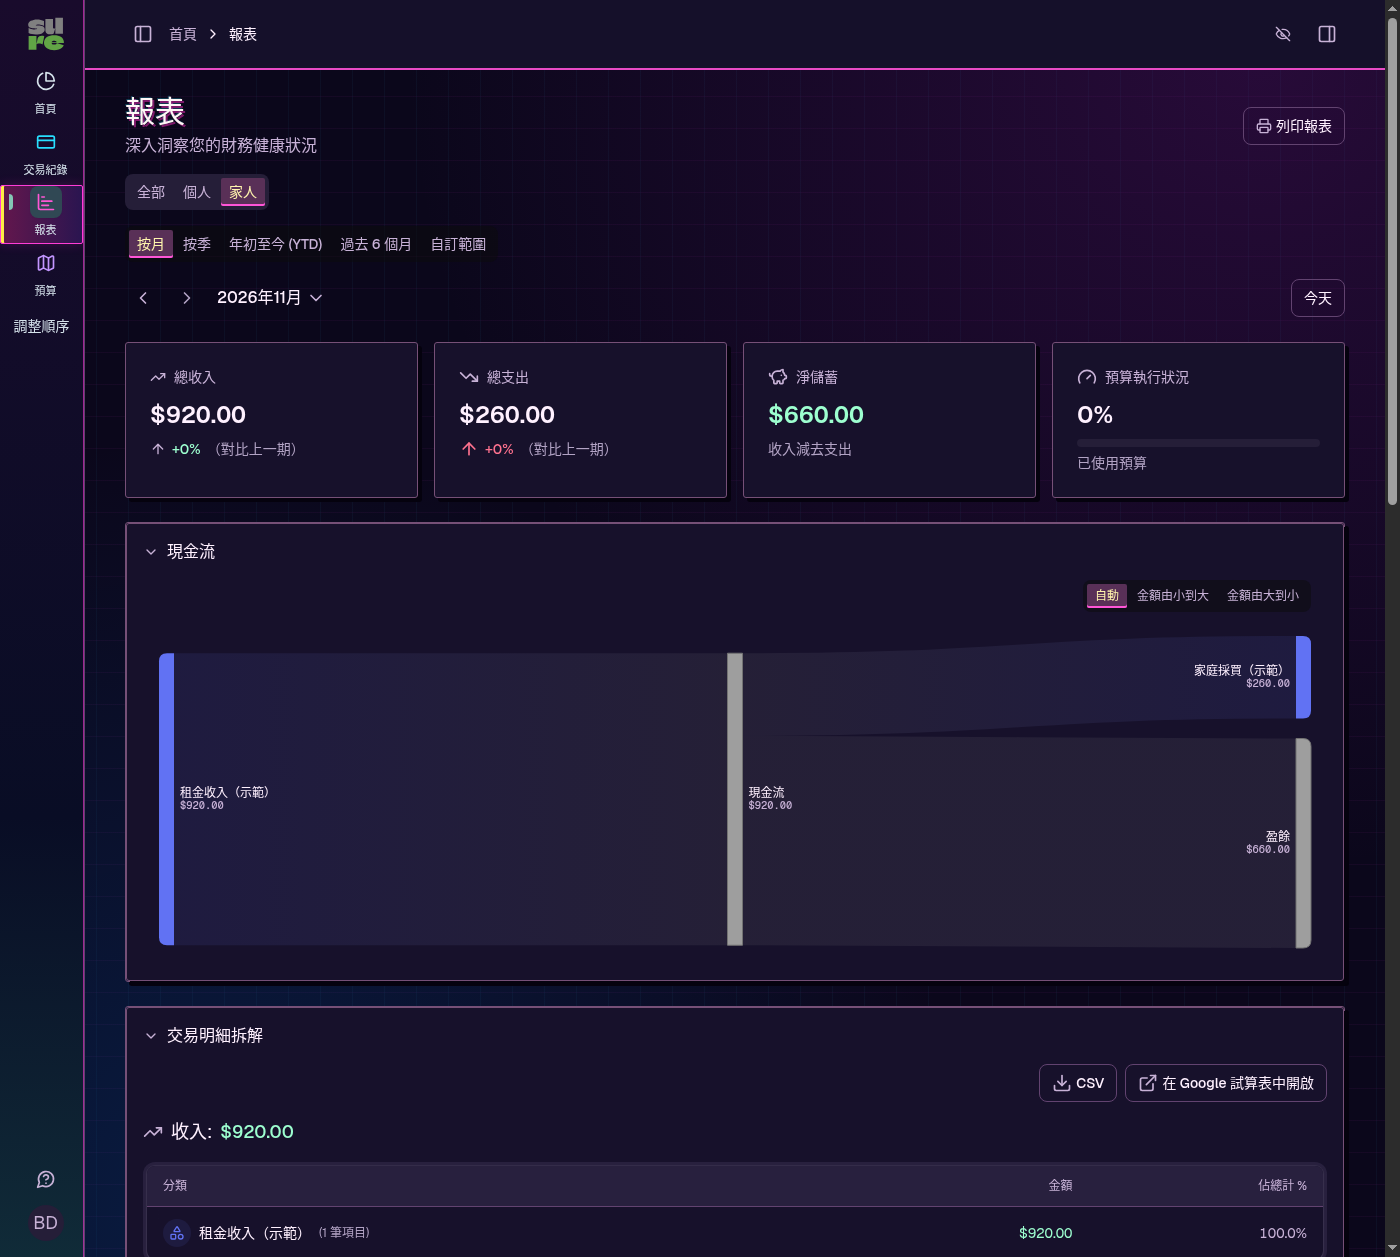 sure
首頁
交易紀錄
報表
預算
調整順序
BD
首頁 > 報表
報表
深入洞察您的財務健康狀況
列印報表
全部 個人 家人
按月 按季 年初至今 (YTD) 過去 6 個月 自訂範圍
2026年11月
今天
總收入
$920.00
+0% （對比上一期）
總支出
$260.00
+0% （對比上一期）
淨儲蓄
$660.00
收入減去支出
預算執行狀況
0%
已使用預算
現金流
自動 金額由小到大 金額由大到小
家庭採買（示範）
$260.00
租金收入（示範）
$920.00
現金流
$920.00
盈餘
$660.00
交易明細拆解
CSV
在 Google 試算表中開啟
收入: $920.00
分類 金額 佔總計 %
租金收入（示範） (1 筆項目) $920.00 100.0%